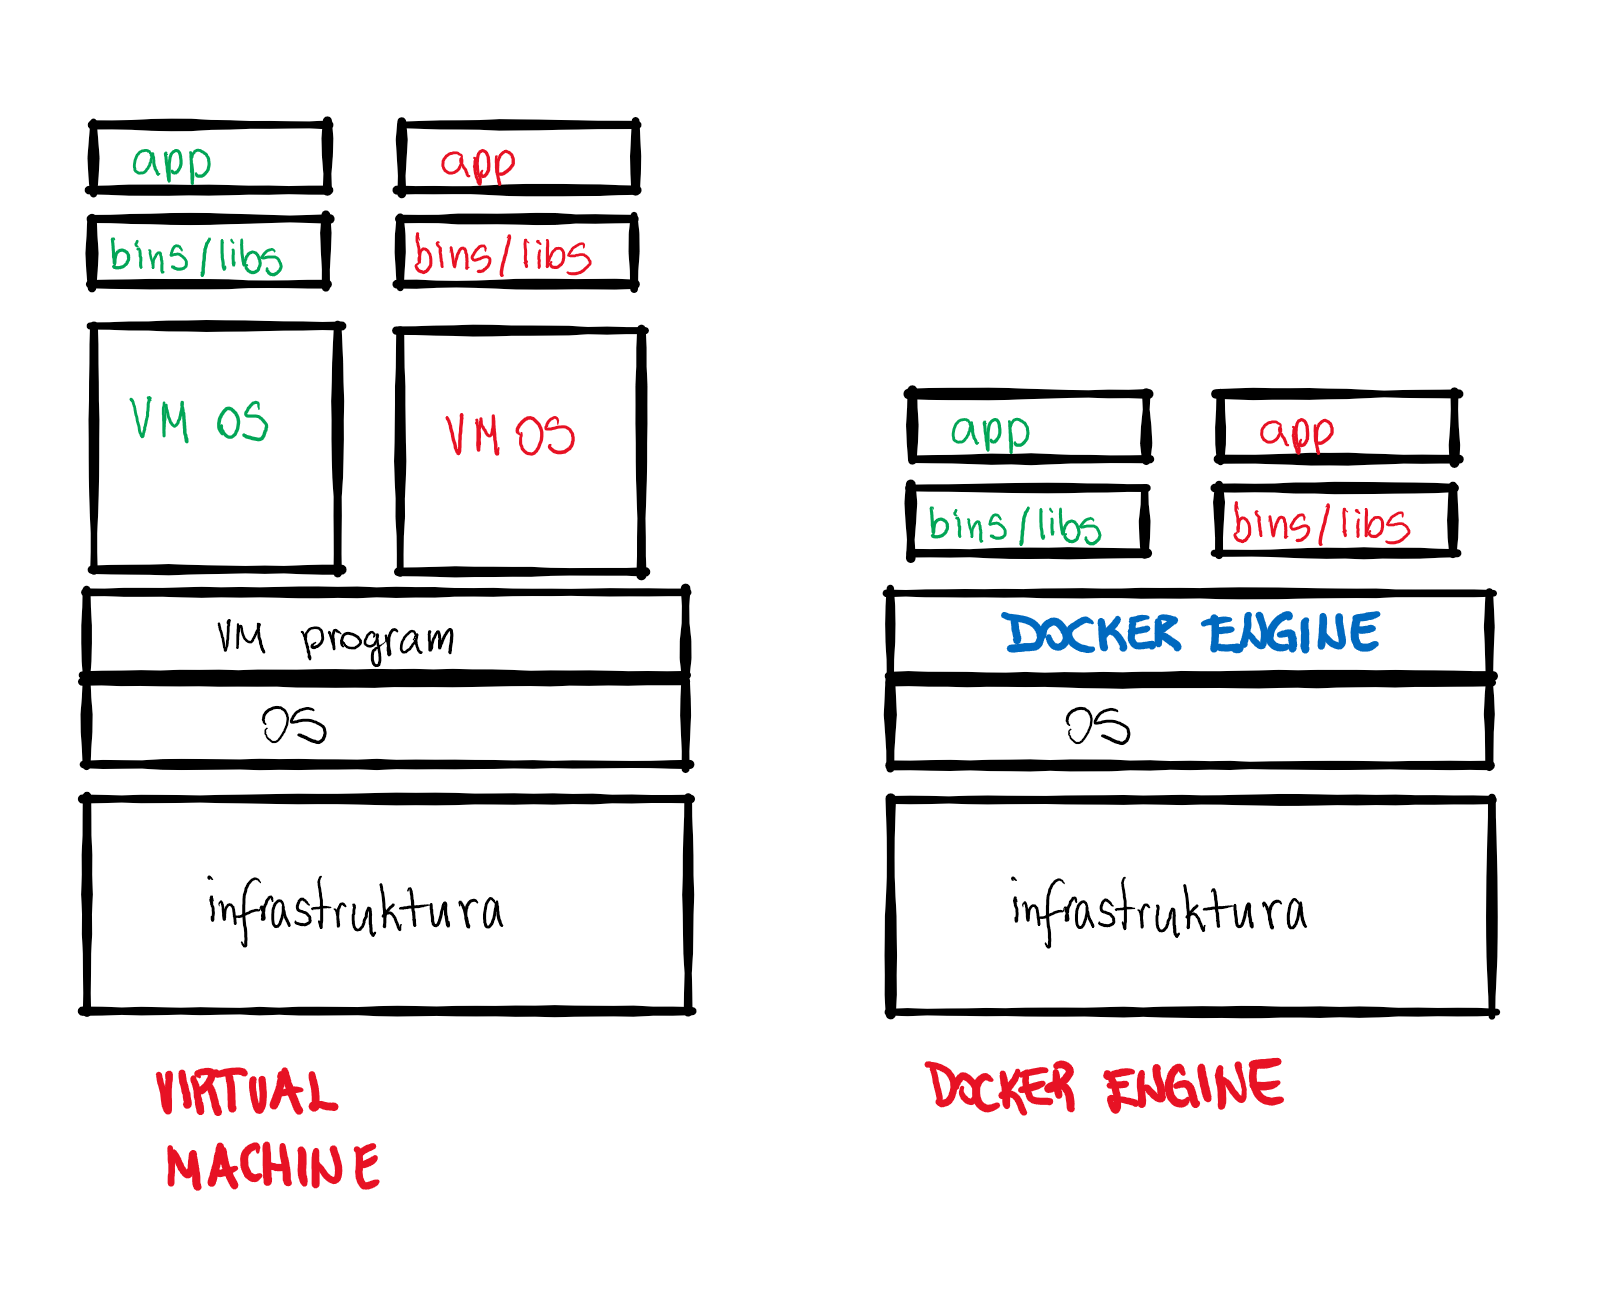 app
bins/libs
VM OS
app
bins/libs
VM OS
VM program
OS
infrastruktura
VIRTUAL
MACHINE
app
bins/libs
app
bins/libs
DOCKER ENGINE
OS
infrastruktura
DOCKER ENGINE